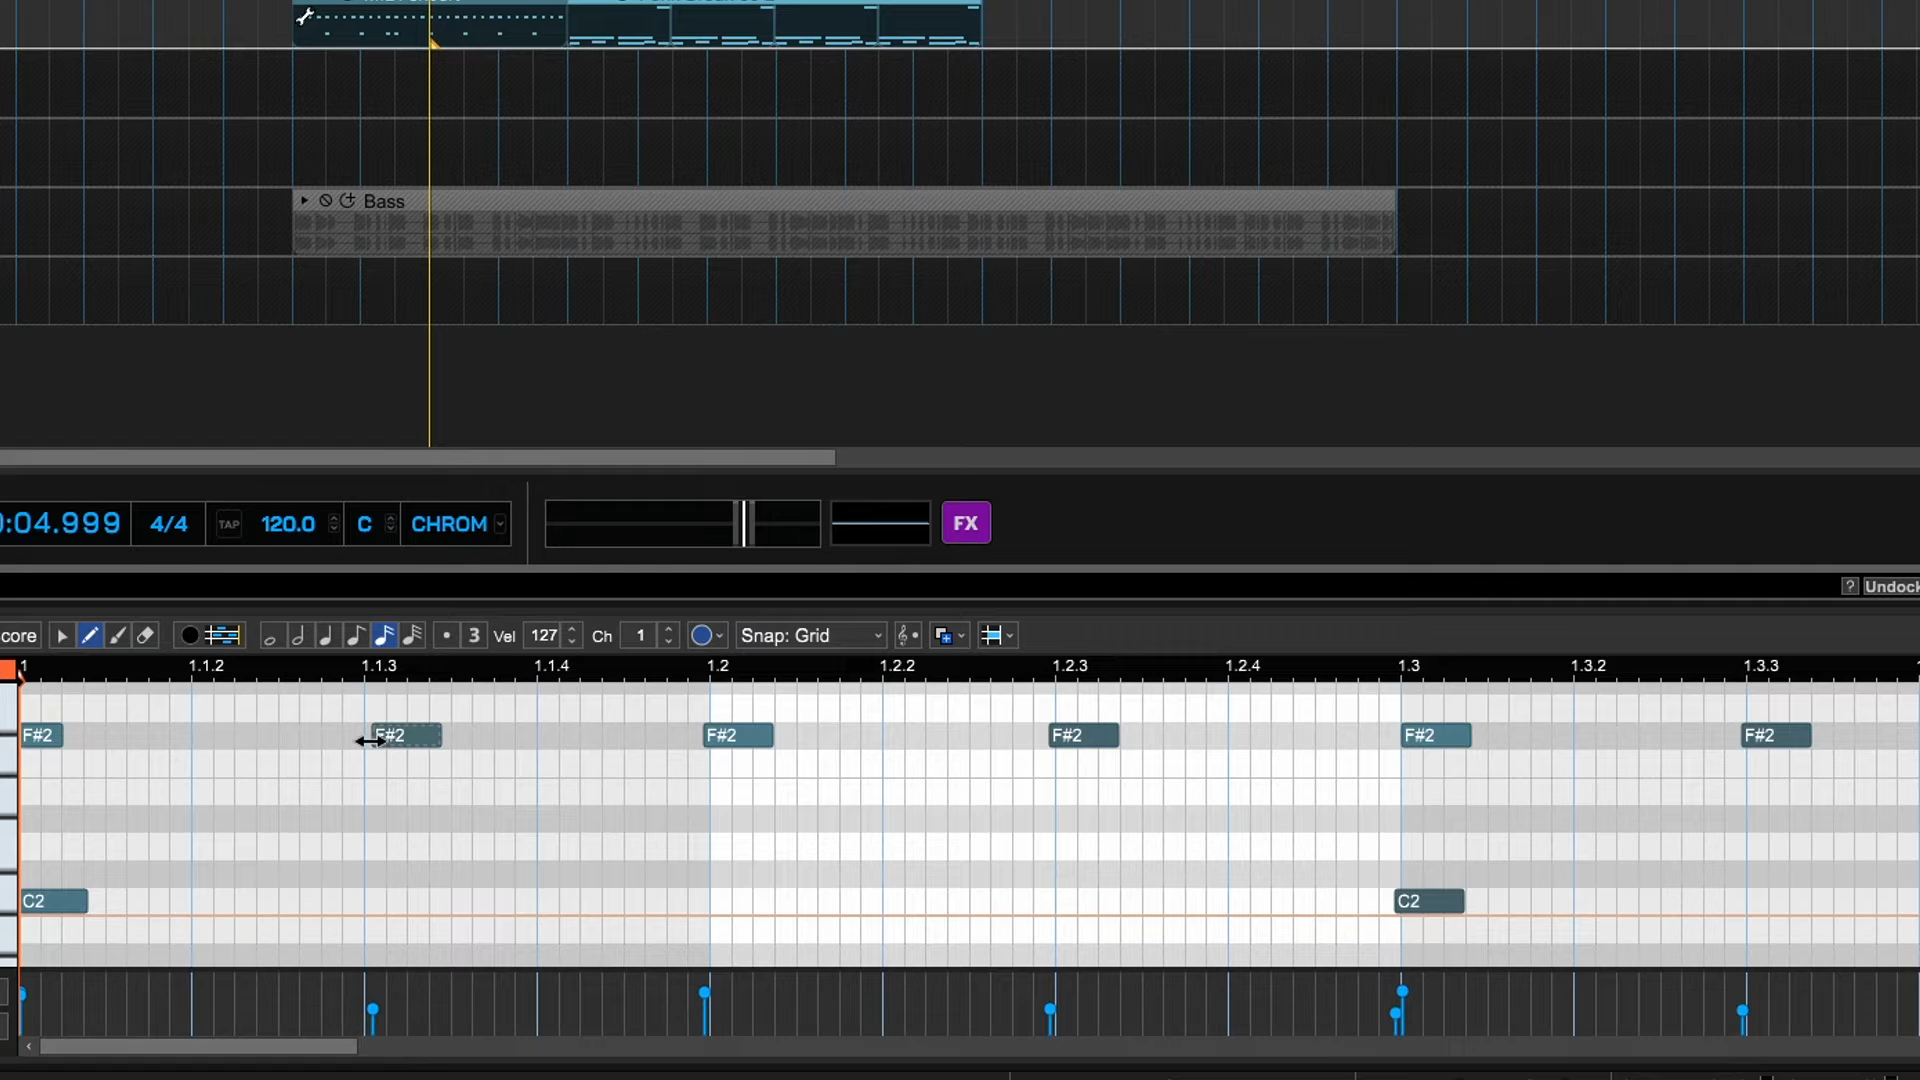 Bass
0:04.999 4/4 TAP 120.0 C CHROM FX
? Undock
core 3 Vel 127 Ch 1 Snap: Grid
1 1.1.2 1.1.3 1.1.4 1.2 1.2.2 1.2.3 1.2.4 1.3 1.3.2 1.3.3
F#2 F#2 F#2 F#2 F#2 F#2
C2 C2